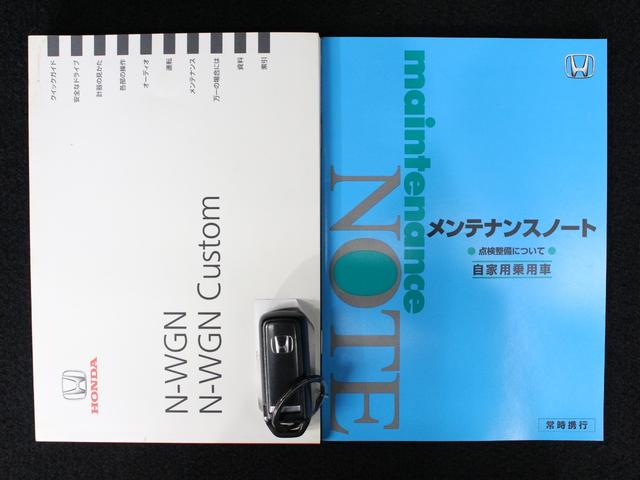 クイックガイド
安全なドライブ
計器の見かた
各部の操作
オーディオ
運転
メンテナンス
万一の場合には
資料
索引
N-WGN
N-WGN Custom
HONDA
maintenance
NOTE
メンテナンスノート
点検整備について
自家用乗用車
常時携行